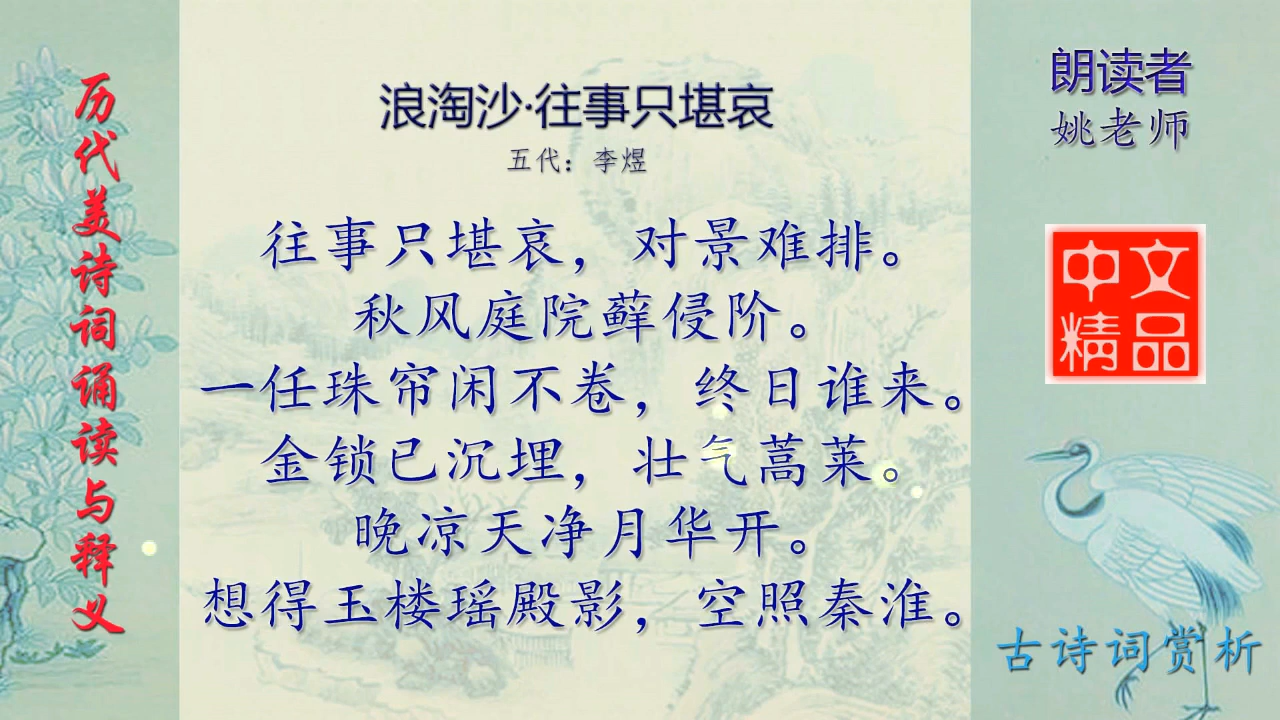 历代美诗词诵读与释义
浪淘沙·往事只堪哀
五代：李煜
往事只堪哀，对景难排。
秋风庭院藓侵阶。
一任珠帘闲不卷，终日谁来。
金锁已沉埋，壮气蒿莱。
晚凉天净月华开。
想得玉楼瑶殿影，空照秦淮。
朗读者
姚老师
中文
精品
古诗词赏析